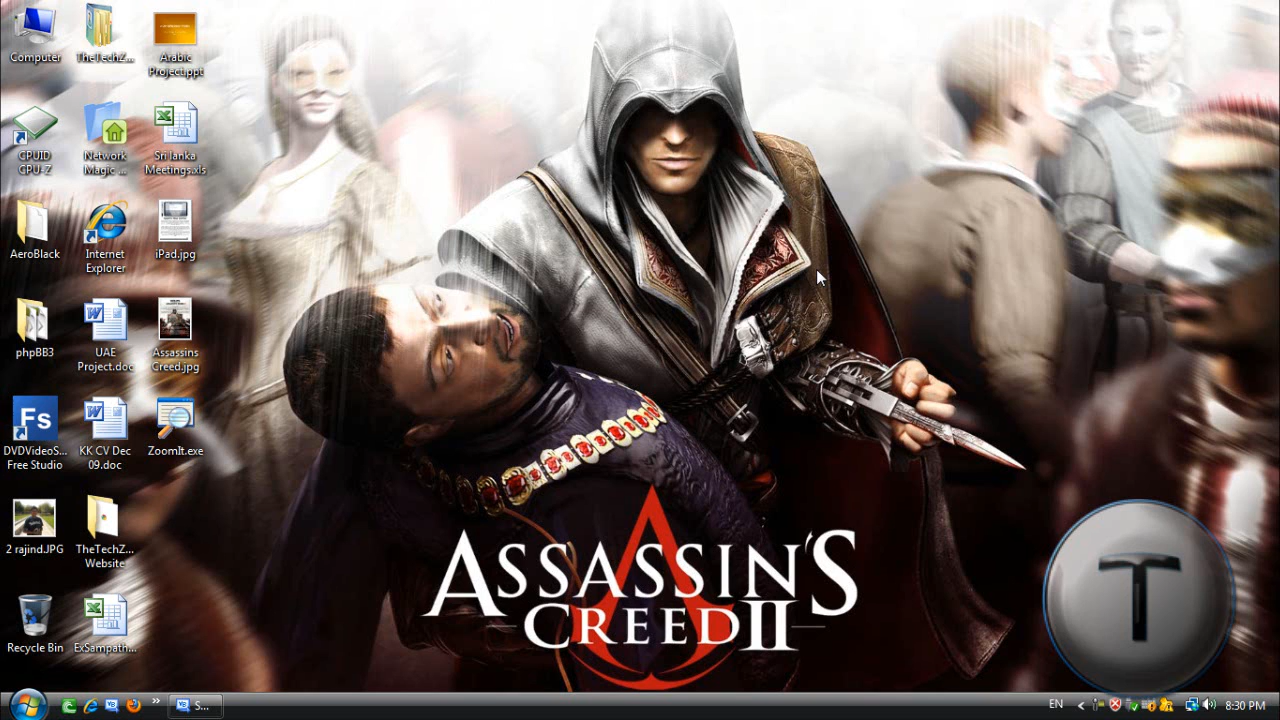 Computer
TheTechZ...
Arabic
Project.ppt
CPUID
CPU-Z
Network
Magic ...
Sri lanka
Meetings.xls
AeroBlack
Internet
Explorer
iPad.jpg
phpBB3
UAE
Project.doc
Assassins
Creed.jpg
Fs
DVDVideoS...
Free Studio
KK CV Dec
09.doc
ZoomIt.exe
2 rajind.JPG
TheTechZ...
Website
Recycle Bin
ExSampath...
ASSASSIN'S
CREED II
T
S...
EN
8:30 PM